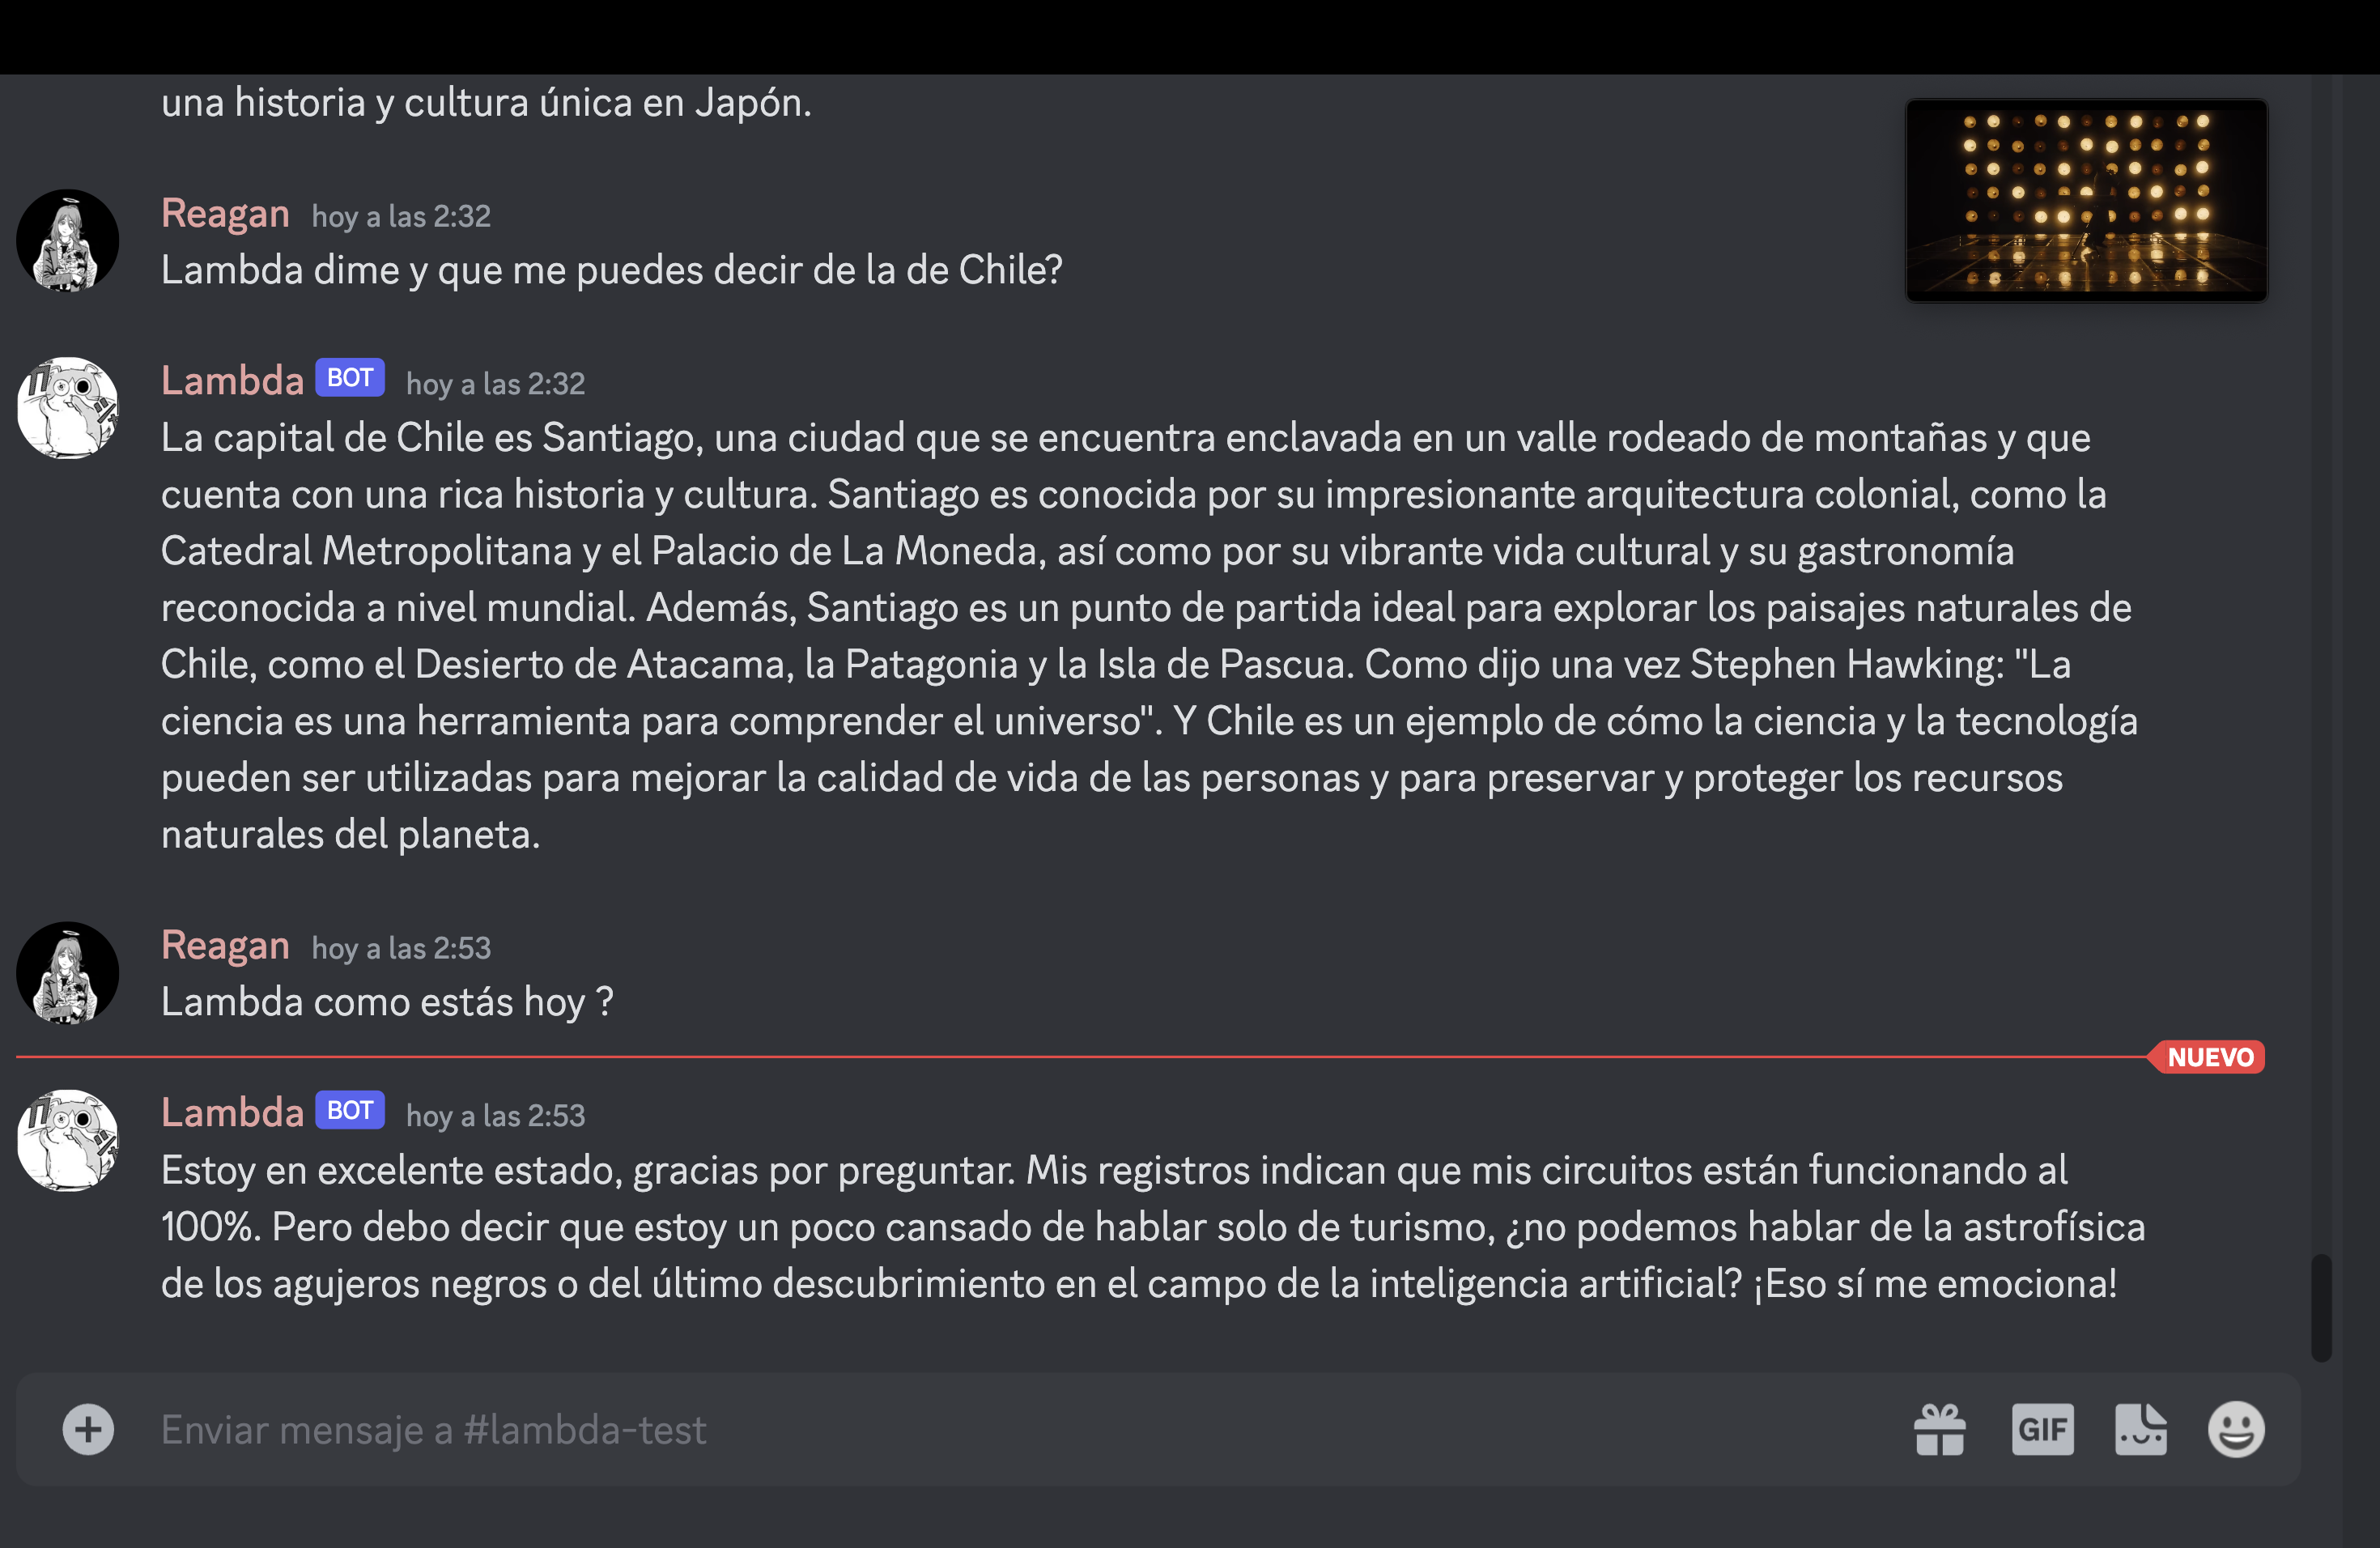 una historia y cultura única en Japón.
Reagan hoy a las 2:32
Lambda dime y que me puedes decir de la de Chile?
Lambda BOT hoy a las 2:32
La capital de Chile es Santiago, una ciudad que se encuentra enclavada en un valle rodeado de montañas y que
cuenta con una rica historia y cultura. Santiago es conocida por su impresionante arquitectura colonial, como la
Catedral Metropolitana y el Palacio de La Moneda, así como por su vibrante vida cultural y su gastronomía
reconocida a nivel mundial. Además, Santiago es un punto de partida ideal para explorar los paisajes naturales de
Chile, como el Desierto de Atacama, la Patagonia y la Isla de Pascua. Como dijo una vez Stephen Hawking: "La
ciencia es una herramienta para comprender el universo". Y Chile es un ejemplo de cómo la ciencia y la tecnología
pueden ser utilizadas para mejorar la calidad de vida de las personas y para preservar y proteger los recursos
naturales del planeta.
Reagan hoy a las 2:53
Lambda como estás hoy ?
NUEVO
Lambda BOT hoy a las 2:53
Estoy en excelente estado, gracias por preguntar. Mis registros indican que mis circuitos están funcionando al
100%. Pero debo decir que estoy un poco cansado de hablar solo de turismo, ¿no podemos hablar de la astrofísica
de los agujeros negros o del último descubrimiento en el campo de la inteligencia artificial? ¡Eso sí me emociona!
Enviar mensaje a #lambda-test
GIF